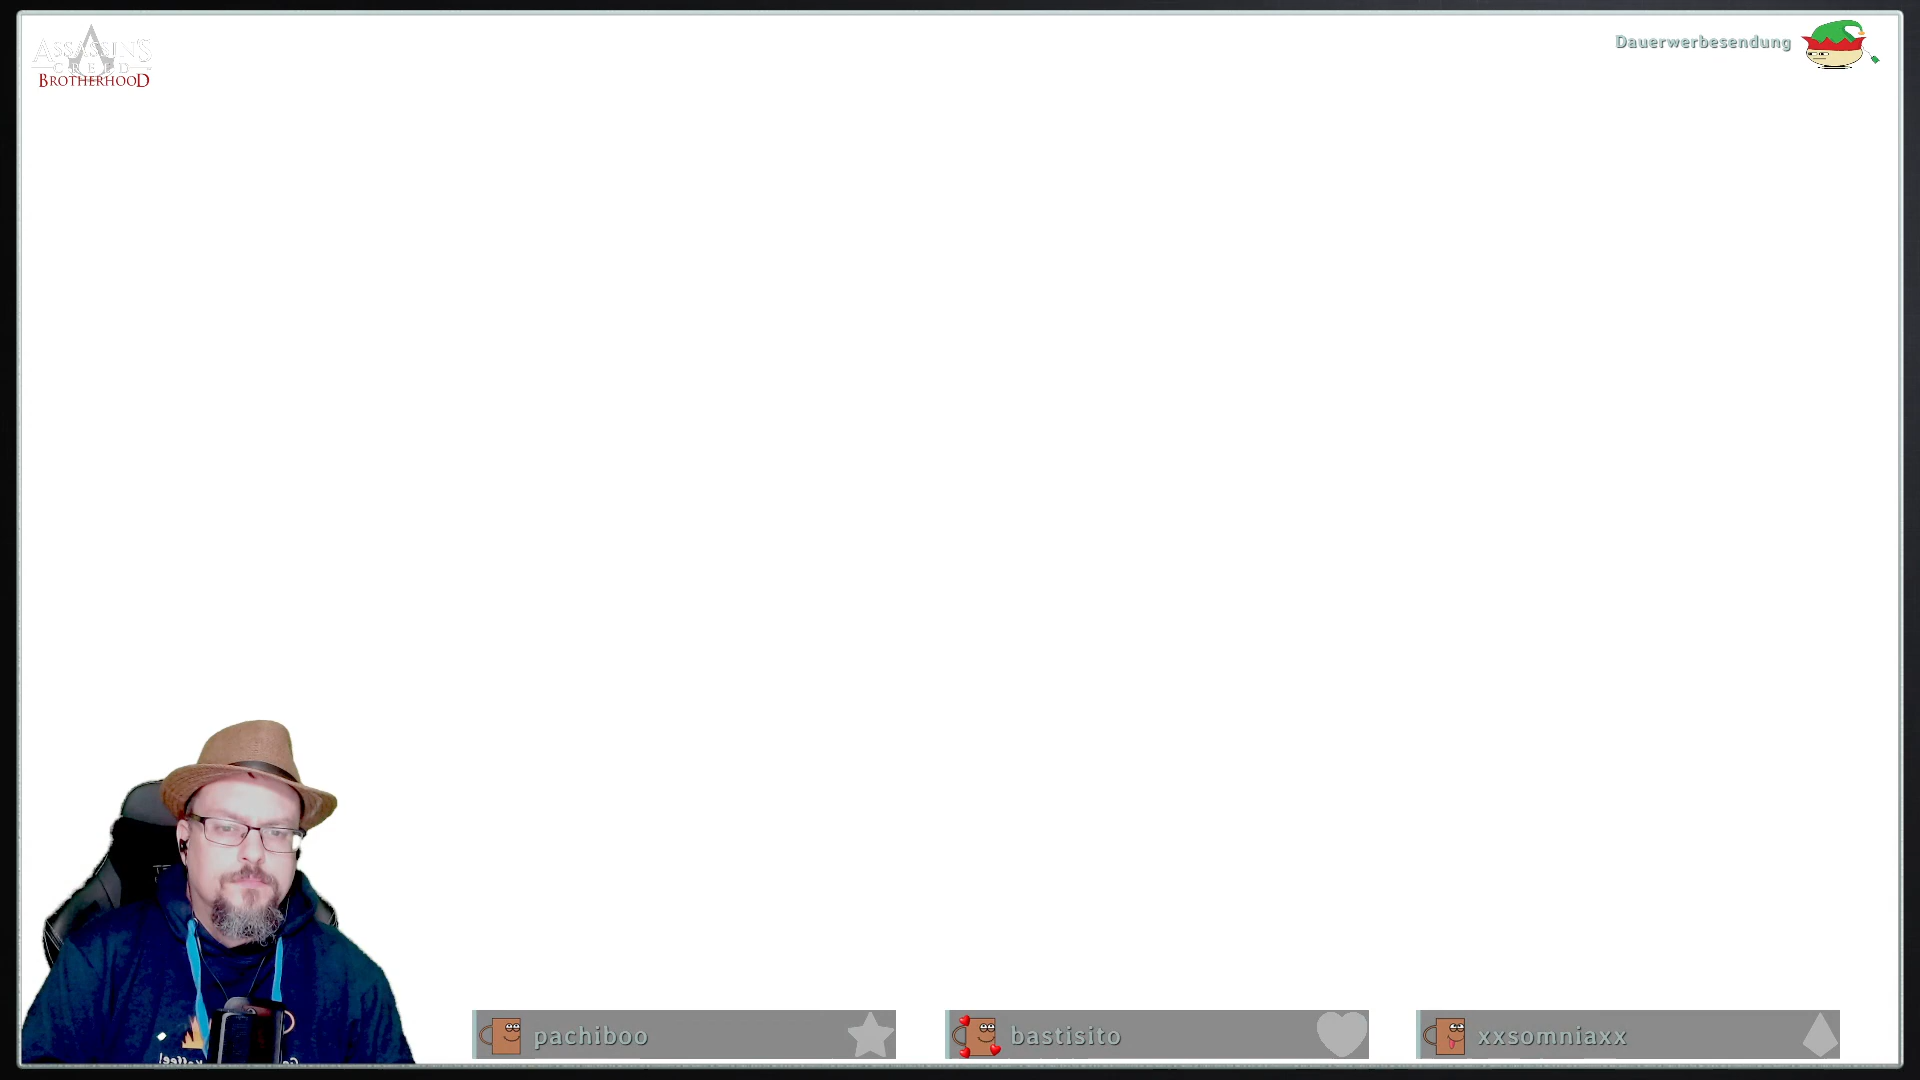 ASSASSIN'S
CREED
BROTHERHOOD
Dauerwerbesendung
pachiboo
bastisito
xxsomniaxx